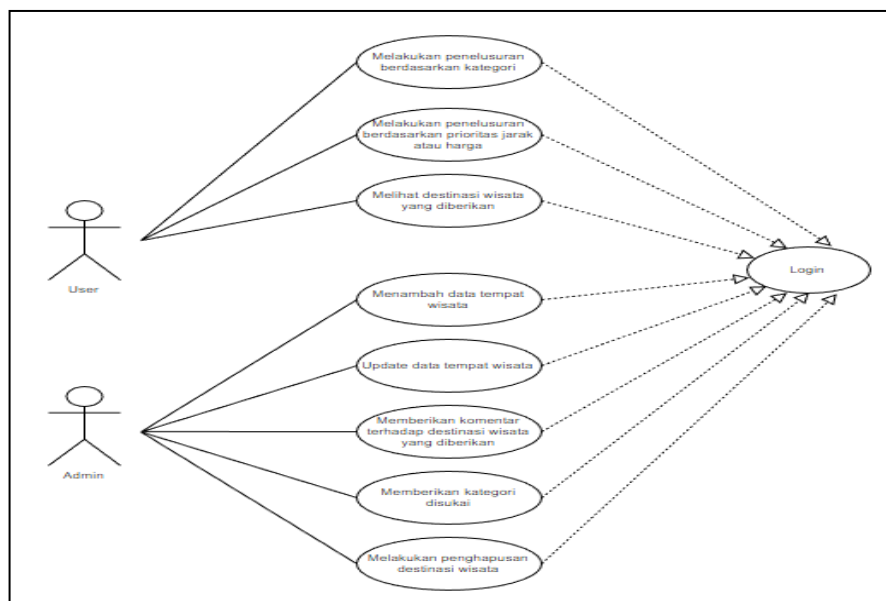 Melakukan penelusuran
berdasarkan kategori
Melakukan penelusuran
berdasarkan prioritas jarak
atau harga
Melihat destinasi wisata
yang diberikan
User
Login
Menambah data tempat
wisata
Update data tempat wisata
Memberikan komentar
terhadap destinasi wisata
yang diberikan
Admin
Memberikan kategori
disukai
Melakukan penghapusan
destinasi wisata